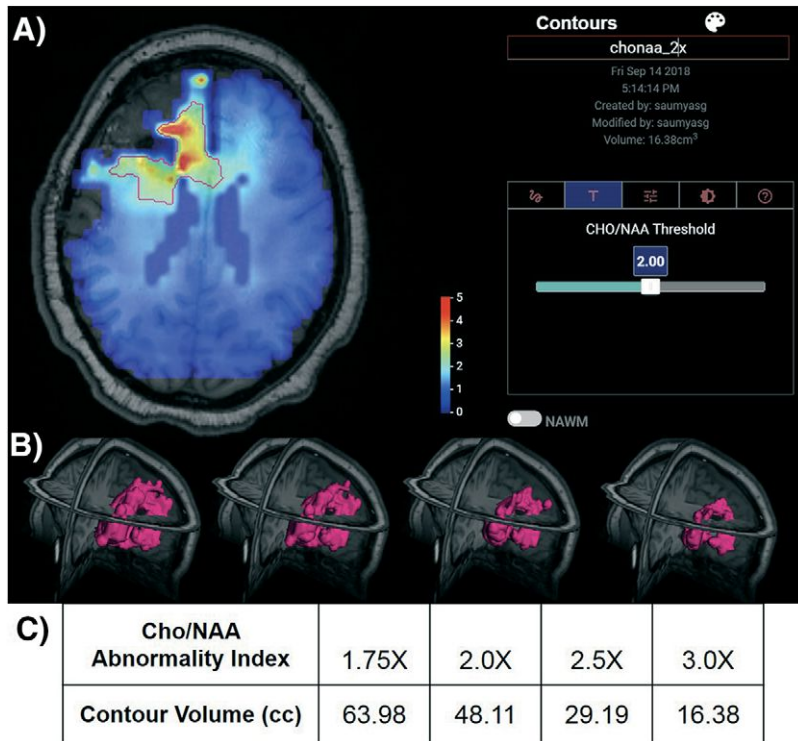 A)
Contours
chonaa_2x
Fri Sep 14 2018
5:14:14 PM
Created by: saumyasg
Modified by: saumyasg
Volume: 16.38cm³
T
?
CHO/NAA Threshold
2.00
5
4
3
2
1
0
NAWM
B)
C)
Cho/NAA
Abnormality Index 1.75X 2.0X 2.5X 3.0X
Contour Volume (cc) 63.98 48.11 29.19 16.38